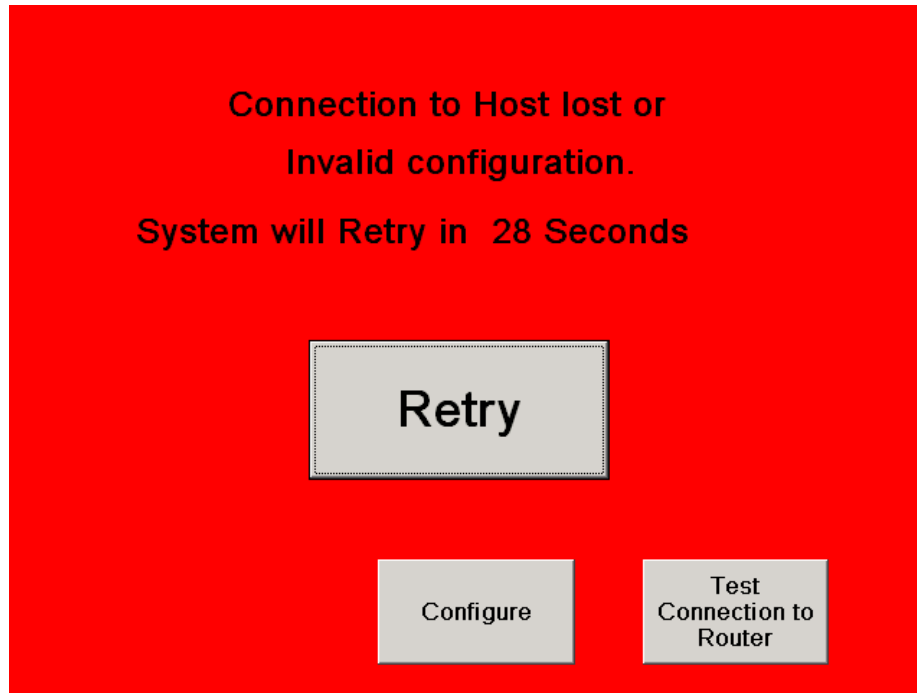 Connection to Host lost or
Invalid configuration.
System will Retry in  28 Seconds
Retry
Configure
Test
Connection to
Router